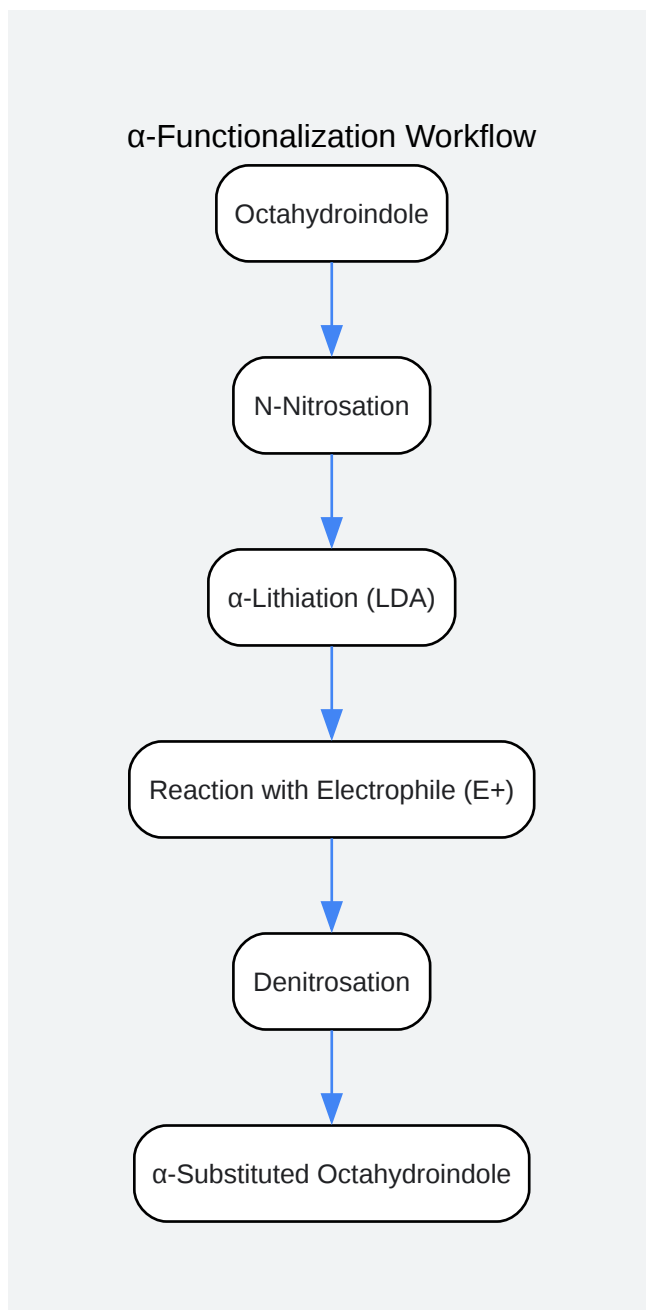 α-Functionalization Workflow
Octahydroindole
N-Nitrosation
α-Lithiation (LDA)
Reaction with Electrophile (E+)
Denitrosation
α-Substituted Octahydroindole